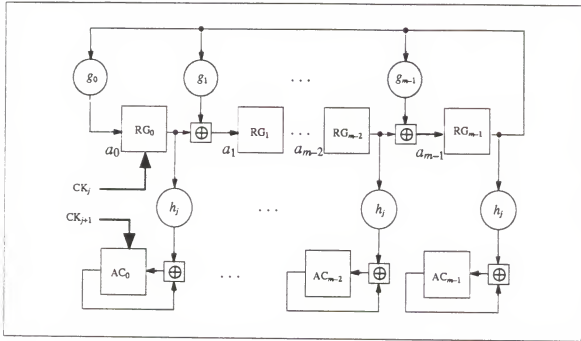 g₀ g₁ ... gₘ₋₁
RG₀ ⊕ RG₁ ... RGₘ₋₂ ⊕ RGₘ₋₁
a₀ a₁ aₘ₋₂ aₘ₋₁
CKⱼ
hⱼ ... hⱼ hⱼ
CKⱼ₊₁
AC₀ ⊕ ... ACₘ₋₂ ⊕ ACₘ₋₁ ⊕